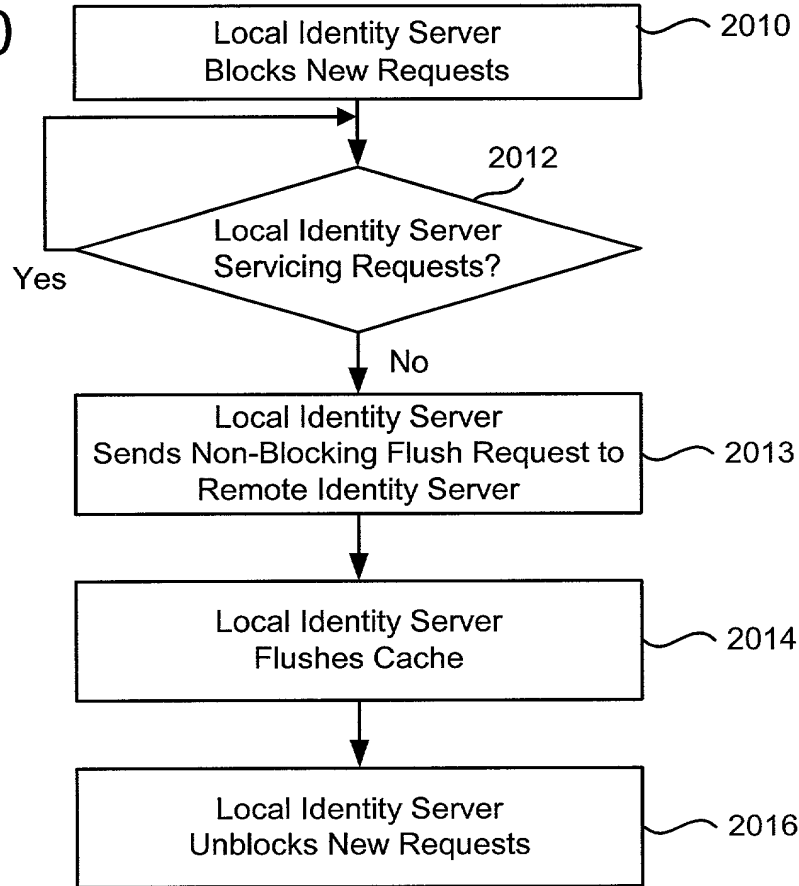 Local Identity Server
Blocks New Requests
2010
2012
Local Identity Server
Servicing Requests?
Yes
No
Local Identity Server
Sends Non-Blocking Flush Request to
Remote Identity Server
2013
Local Identity Server
Flushes Cache
2014
Local Identity Server
Unblocks New Requests
2016